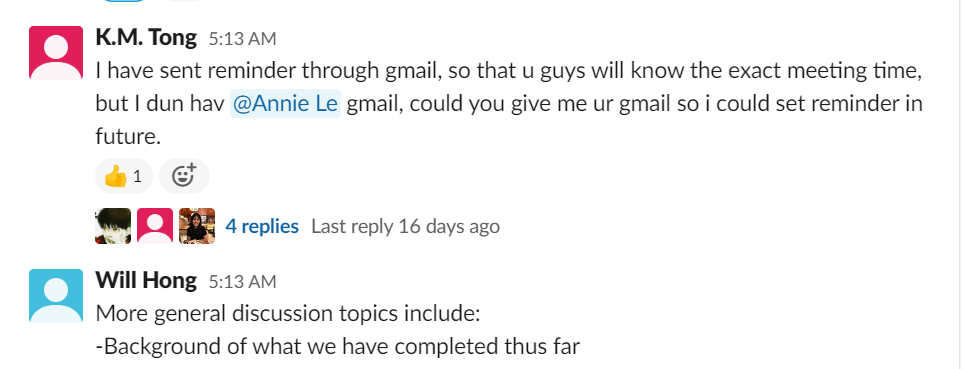 K.M. Tong 5:13 AM
I have sent reminder through gmail, so that u guys will know the exact meeting time,
but I dun hav @Annie Le gmail, could you give me ur gmail so i could set reminder in
future.
1
4 replies Last reply 16 days ago
Will Hong 5:13 AM
More general discussion topics include:
-Background of what we have completed thus far